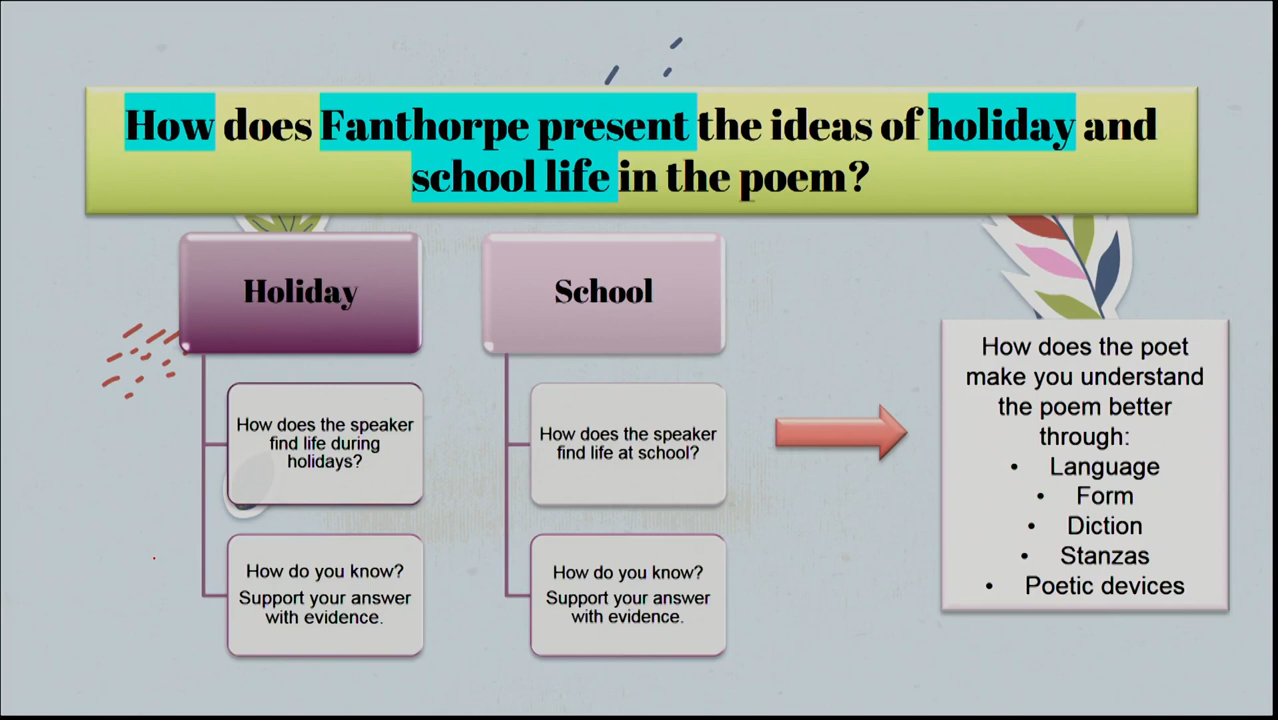 How does Fanthorpe present the ideas of holiday and
school life in the poem?
Holiday
How does the speaker
find life during
holidays?
How do you know?
Support your answer
with evidence.
School
How does the speaker
find life at school?
How do you know?
Support your answer
with evidence.
How does the poet
make you understand
the poem better
through:
• Language
• Form
• Diction
• Stanzas
• Poetic devices